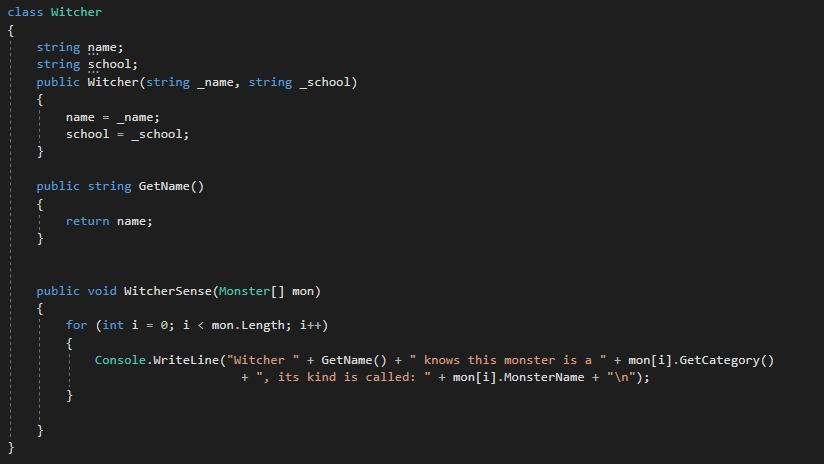 class Witcher
{
    string name;
    string school;
    public Witcher(string _name, string _school)
    {
        name = _name;
        school = _school;
    }
    public string GetName()
    {
        return name;
    }
    public void WitcherSense(Monster[] mon)
    {
        for (int i = 0; i < mon.Length; i++)
        {
            Console.WriteLine("Witcher " + GetName() + " knows this monster is a " + mon[i].GetCategory()
                                + ", its kind is called: " + mon[i].MonsterName + "\n");
        }
    }
}